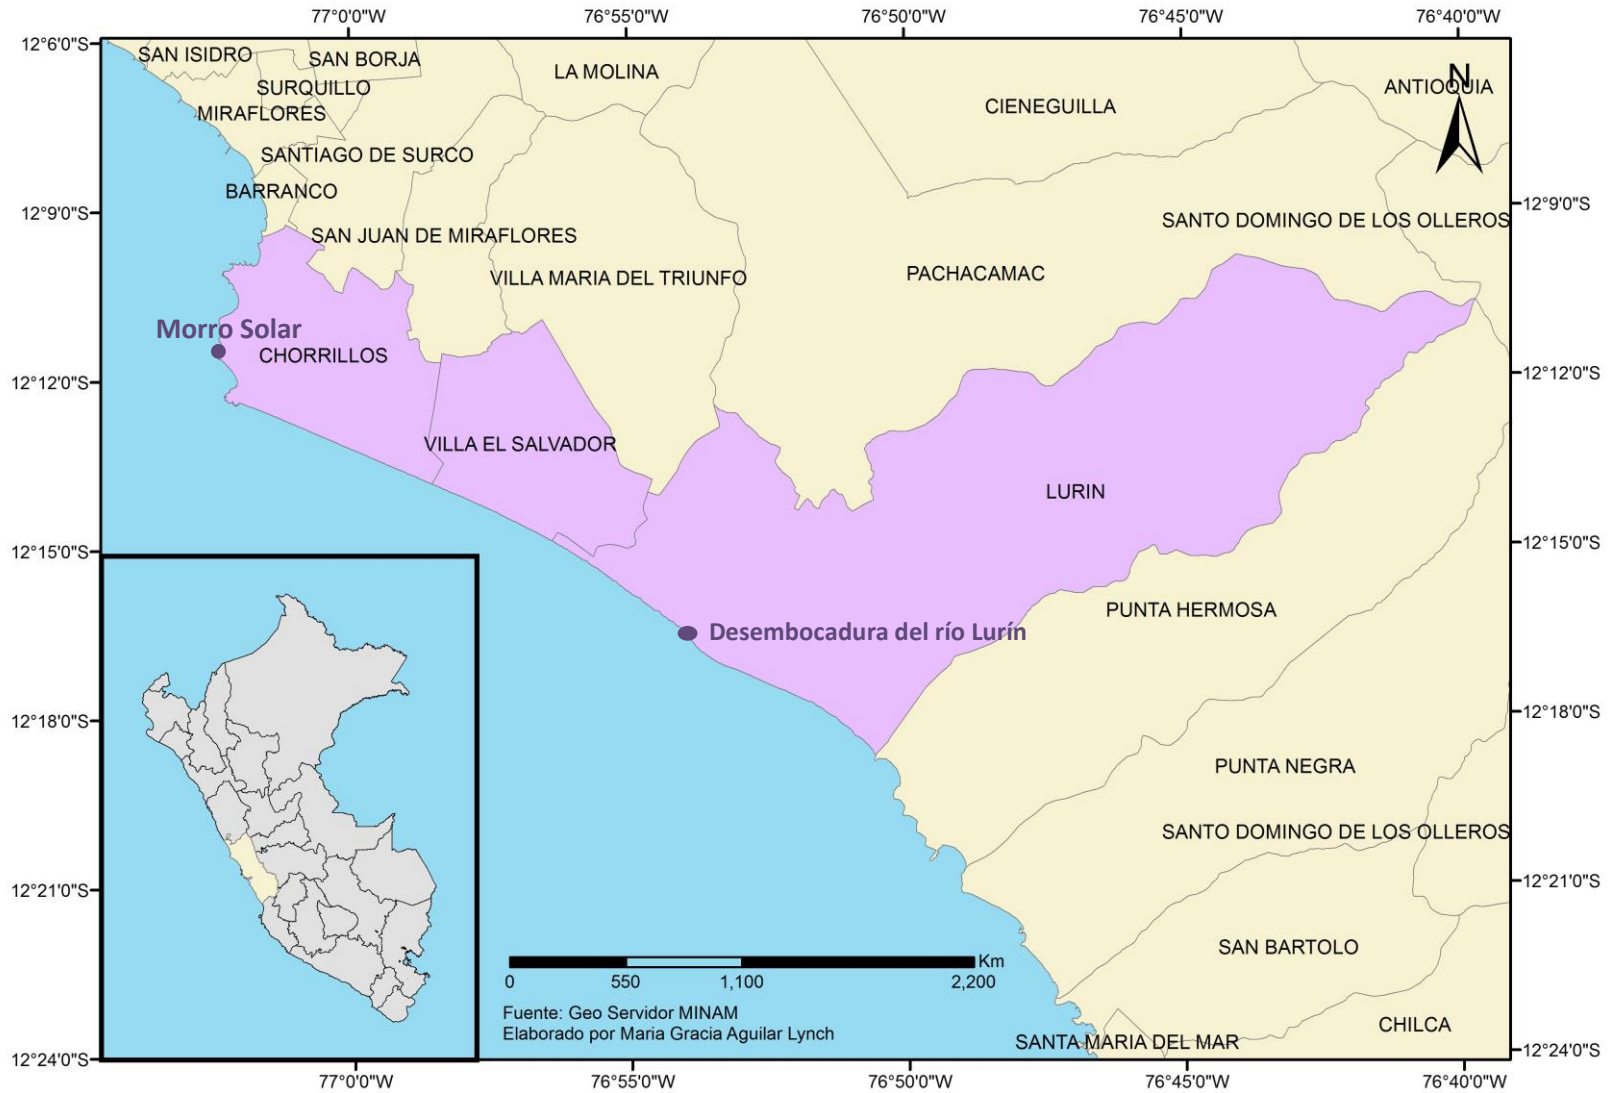 77°0'0"W
76°55'0"W
76°50'0"W
76°45'0"W
76°40'0"W
12°6'0"S
SAN ISIDRO
SAN BORJA
LA MOLINA
N
SURQUILLO
ANTIOQUIA
MIRAFLORES
CIENEGUILLA
SANTIAGO DE SURCO
BARRANCO
12°9'0"S
12°9'0"S
SANTO DOMINGO DE LOS OLLEROS
SAN JUAN DE MIRAFLORES
VILLA MARIA DEL TRIUNFO
PACHACAMAC
Morro Solar
CHORRILLOS
12°12'0"S
12°12'0"S
VILLA EL SALVADOR
LURIN
12°15'0"S
12°15'0"S
PUNTA HERMOSA
Desembocadura del río Lurín
12°18'0"S
12°18'0"S
PUNTA NEGRA
SANTO DOMINGO DE LOS OLLEROS
12°21'0"S
12°21'0"S
SAN BARTOLO
Km
0
550
1,100
2,200
Fuente: Geo Servidor MINAM
CHILCA
Elaborado por Maria Gracia Aguilar Lynch
SANTA MARIA DEL MAR
12°24'0"S
12°24'0"S
77°0'0"W
76°55'0"W
76°50'0"W
76°45'0"W
76°40'0"W